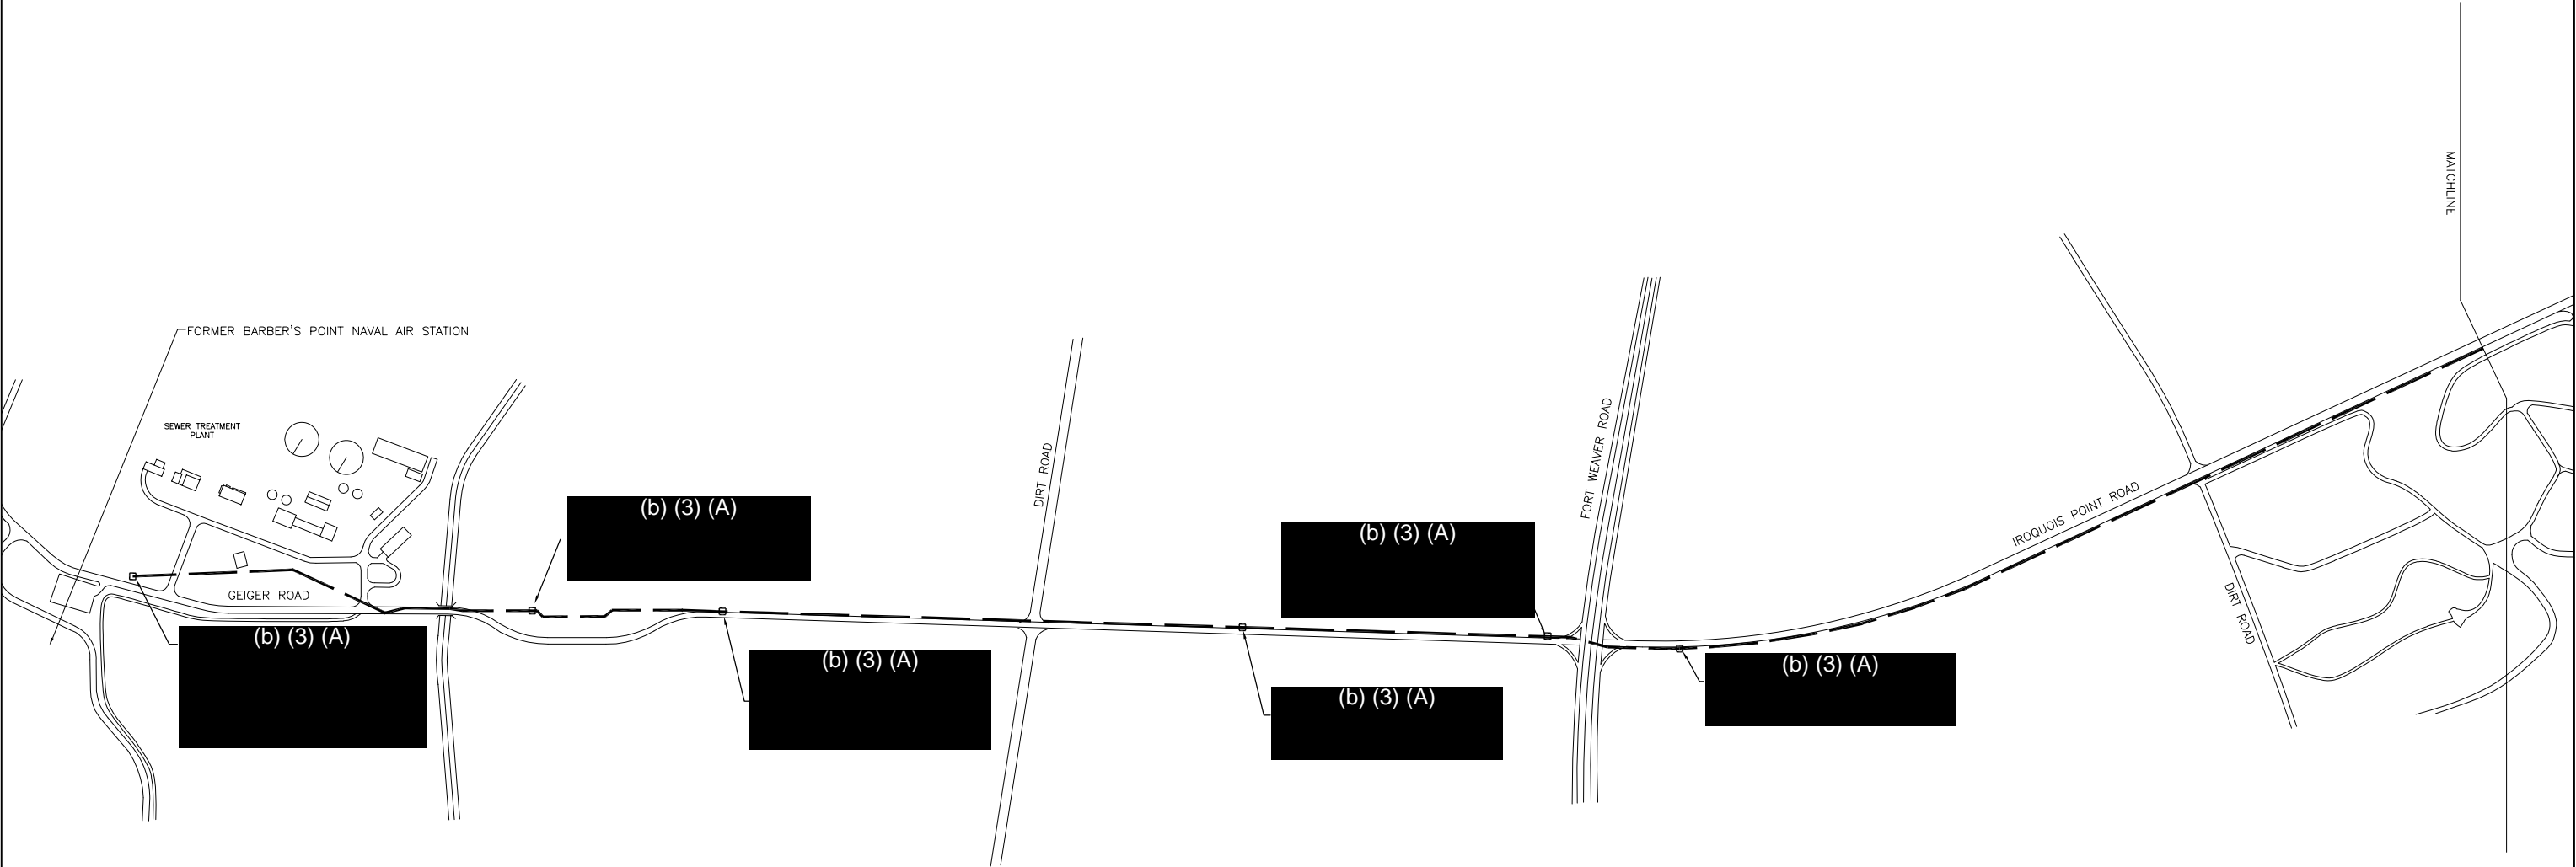 MATCHLINE
FORMER BARBER'S POINT NAVAL AIR STATION
SEWER TREATMENT
PLANT
DIRT ROAD
FORT WEAVER ROAD
(b) (3) (A)
(b) (3) (A)
IROQUOIS POINT ROAD
GEIGER ROAD
DIRT ROAD
(b) (3) (A)
(b) (3) (A)
(b) (3) (A)
(b) (3) (A)